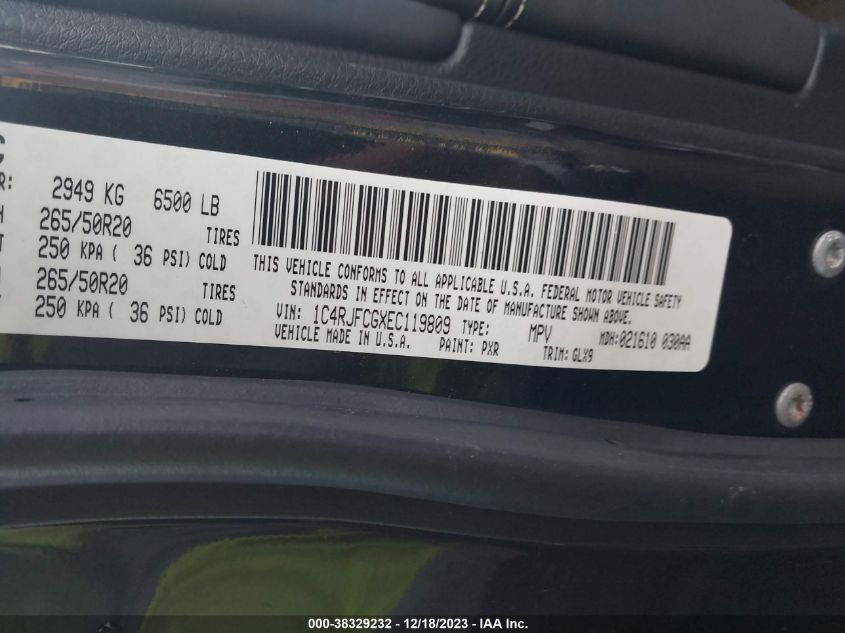 C
R: 2949 KG 6500 LB
H 265/50R20 TIRES
T 250 KPA ( 36 PSI) COLD
265/50R20 TIRES
250 KPA ( 36 PSI) COLD
THIS VEHICLE CONFORMS TO ALL APPLICABLE U.S.A. FEDERAL MOTOR VEHICLE SAFETY
STANDARDS IN EFFECT ON THE DATE OF MANUFACTURE SHOWN ABOVE.
VIN: 1C4RJFCGXEC119809 TYPE: MPV MDH:021610 030AA
VEHICLE MADE IN U.S.A. PAINT: PXR TRIM: GLX9
000-38329232 - 12/18/2023 - IAA Inc.